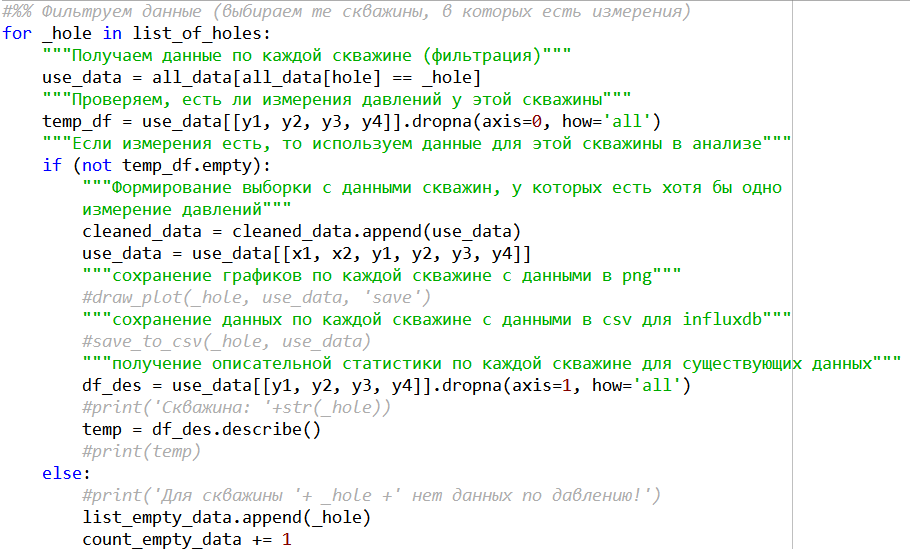 #%% Фильтруем данные (выбираем те скважины, в которых есть измерения)
for _hole in list_of_holes:
    """Получаем данные по каждой скважине (фильтрация)"""
    use_data = all_data[all_data[hole] == _hole]
    """Проверяем, есть ли измерения давлений у этой скважины"""
    temp_df = use_data[[y1, y2, y3, y4]].dropna(axis=0, how='all')
    """Если измерения есть, то используем данные для этой скважины в анализе"""
    if (not temp_df.empty):
        """Формирование выборки с данными скважин, у которых есть хотя бы одно
        измерение давлений"""
        cleaned_data = cleaned_data.append(use_data)
        use_data = use_data[[x1, x2, y1, y2, y3, y4]]
        """сохранение графиков по каждой скважине с данными в png"""
        #draw_plot(_hole, use_data, 'save')
        """сохранение данных по каждой скважине с данными в csv для influxdb"""
        #save_to_csv(_hole, use_data)
        """получение описательной статистики по каждой скважине для существующих данных"""
        df_des = use_data[[y1, y2, y3, y4]].dropna(axis=1, how='all')
        #print('Скважина: '+str(_hole))
        temp = df_des.describe()
        #print(temp)
    else:
        #print('Для скважины '+ _hole +' нет данных по давлению!')
        list_empty_data.append(_hole)
        count_empty_data += 1